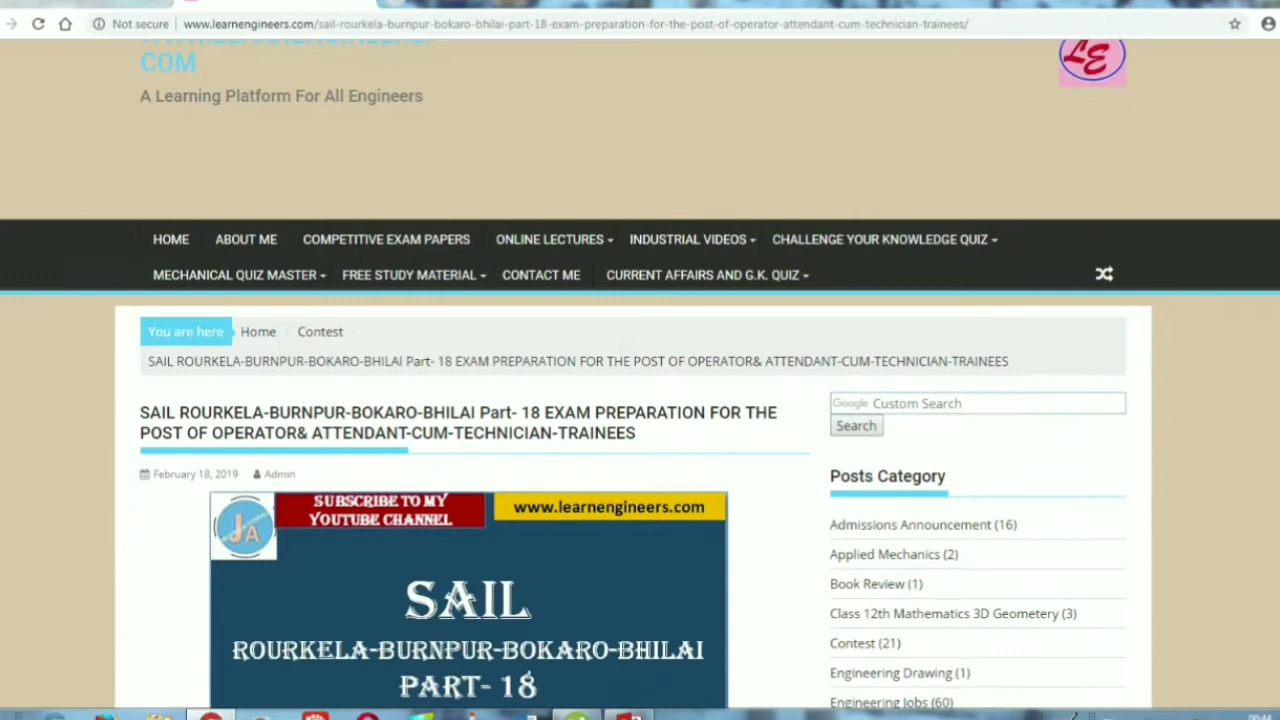 Not secure
www.learnengineers.com/sail-rourkela-burnpur-bokaro-bhilai-part-18-exam-preparation-for-the-post-of-operator-attendant-cum-technician-trainees/
COM
A Learning Platform For All Engineers
LE
HOME ABOUT ME COMPETITIVE EXAM PAPERS ONLINE LECTURES INDUSTRIAL VIDEOS CHALLENGE YOUR KNOWLEDGE QUIZ
MECHANICAL QUIZ MASTER FREE STUDY MATERIAL CONTACT ME CURRENT AFFAIRS AND G.K. QUIZ
You are here Home Contest
SAIL ROURKELA-BURNPUR-BOKARO-BHILAI Part- 18 EXAM PREPARATION FOR THE POST OF OPERATOR& ATTENDANT-CUM-TECHNICIAN-TRAINEES
SAIL ROURKELA-BURNPUR-BOKARO-BHILAI Part- 18 EXAM PREPARATION FOR THE
POST OF OPERATOR& ATTENDANT-CUM-TECHNICIAN-TRAINEES
February 18, 2019 Admin
JA
SUBSCRIBE TO MY
YOUTUBE CHANNEL
www.learnengineers.com
SAIL
ROURKELA-BURNPUR-BOKARO-BHILAI
PART- 18
Google Custom Search
Search
Posts Category
Admissions Announcement (16)
Applied Mechanics (2)
Book Review (1)
Class 12th Mathematics 3D Geometery (3)
Contest (21)
Engineering Drawing (1)
Engineering Jobs (60)